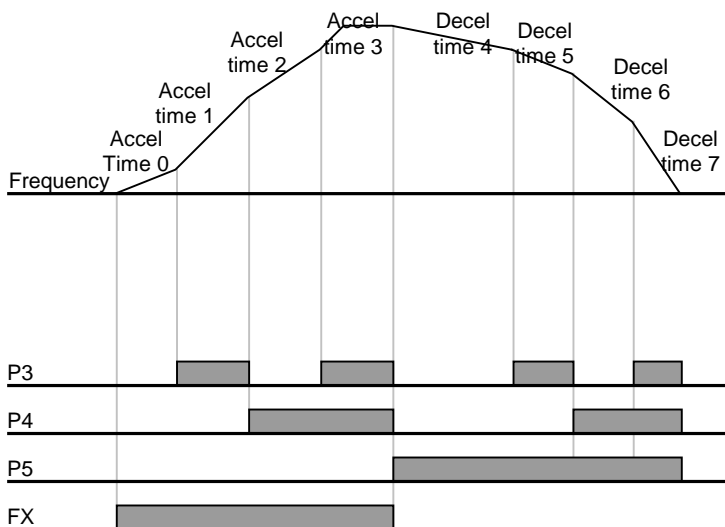 Accel
time 3
Decel
time 4
Decel
time 5
Accel
time 2
Decel
time 6
Accel
time 1
Accel
Time 0
Decel
time 7
Frequency
P3
P4
P5
FX